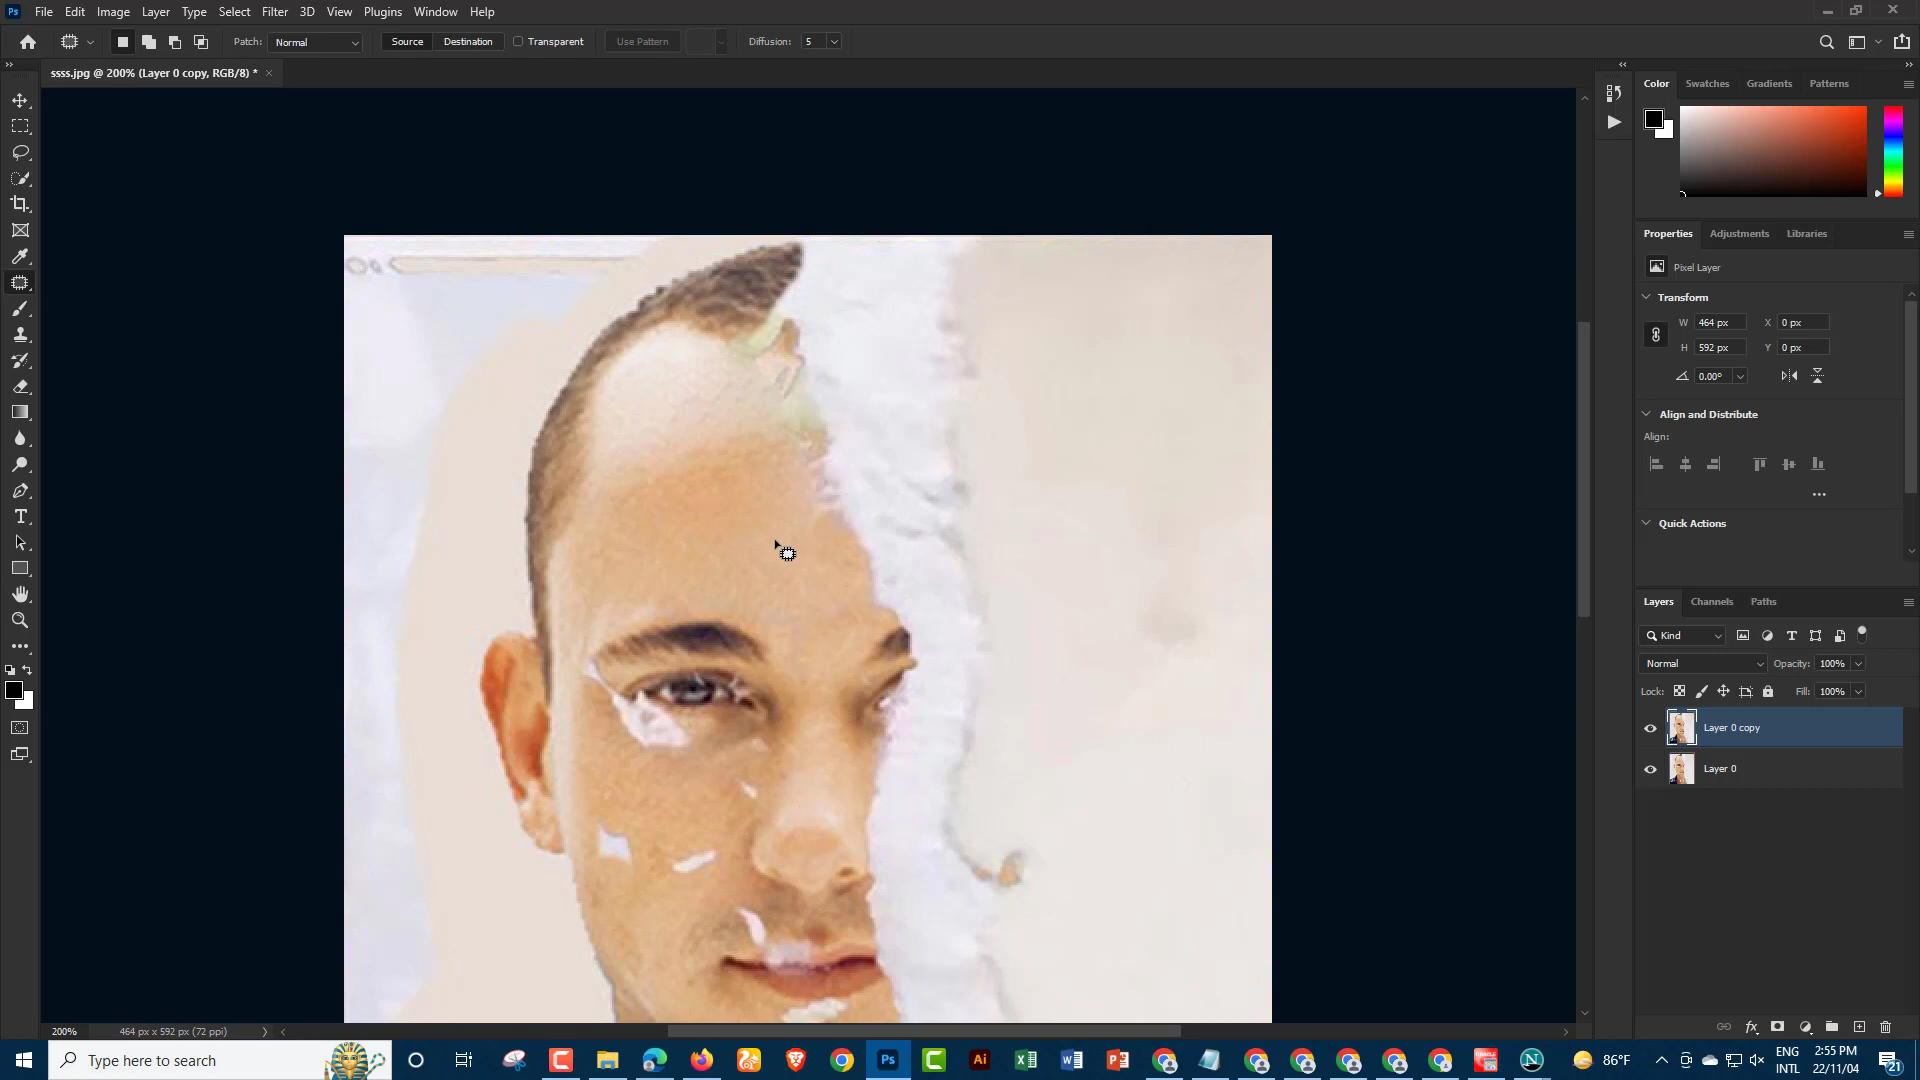 Ps File Edit Image Layer Type Select Filter 3D View Plugins Window Help
Patch: Normal Source Destination Transparent Use Pattern Diffusion: 5
ssss.jpg @ 200% (Layer 0 copy, RGB/8) * ×
Color Swatches Gradients Patterns
Properties Adjustments Libraries
Pixel Layer
Transform
W 464 px X 0 px
H 592 px Y 0 px
0.00°
Align and Distribute
Align:
Quick Actions
Layers Channels Paths
Kind
Normal Opacity: 100%
Lock: Fill: 100%
Layer 0 copy
Layer 0
200% 464 px x 592 px (72 ppi)
Type here to search
Ps
Ai
86°F
ENG
INTL
2:55 PM
22/11/04
21